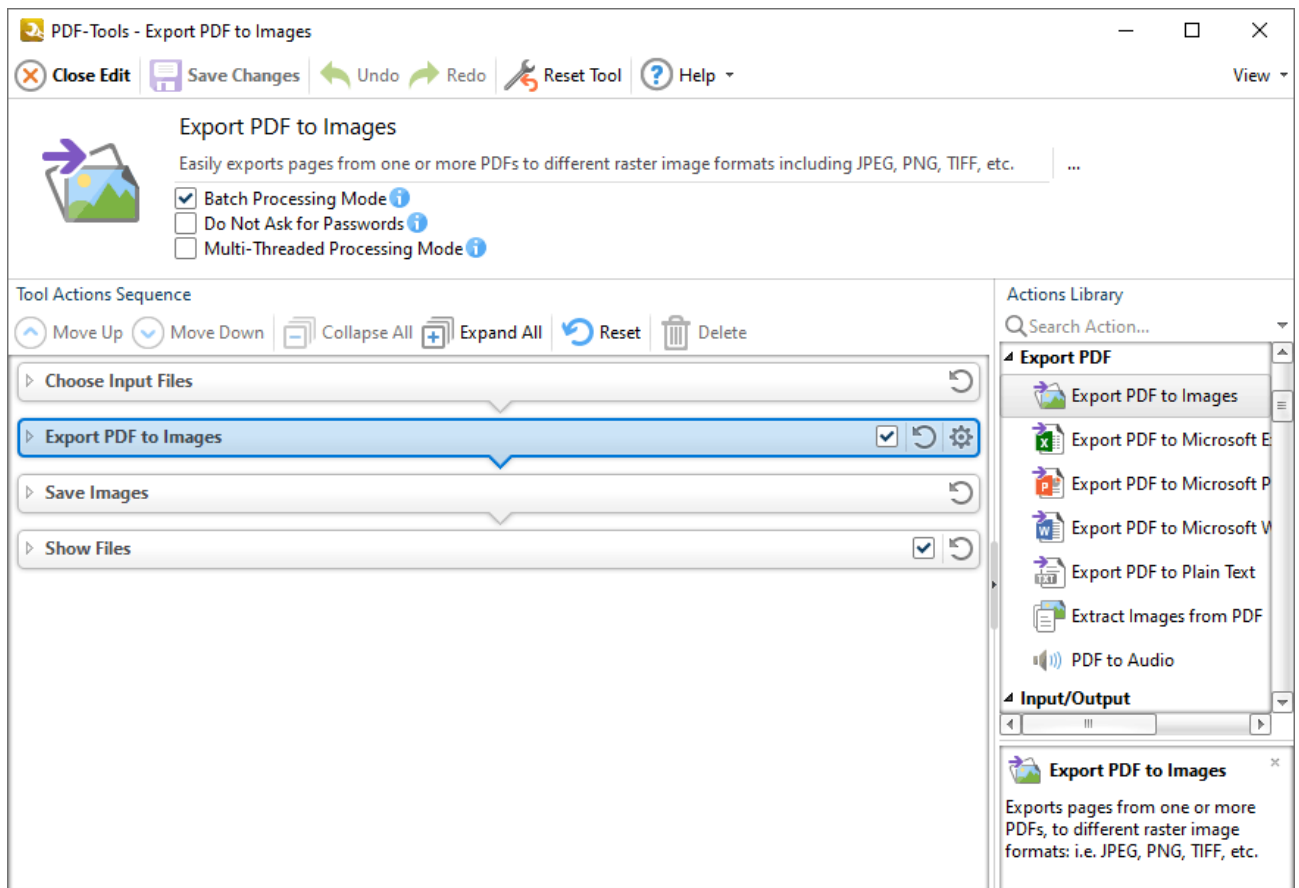 PDF-Tools - Export PDF to Images
Close Edit Save Changes Undo Redo Reset Tool ? Help View
Export PDF to Images
Easily exports pages from one or more PDFs to different raster image formats including JPEG, PNG, TIFF, etc. ...
Batch Processing Mode i
Do Not Ask for Passwords i
Multi-Threaded Processing Mode i
Tool Actions Sequence
Move Up Move Down Collapse All Expand All Reset Delete
Choose Input Files
Export PDF to Images
Save Images
Show Files
Actions Library
Search Action...
Export PDF
Export PDF to Images
X Export PDF to Microsoft E
P Export PDF to Microsoft P
W Export PDF to Microsoft W
TXT Export PDF to Plain Text
Extract Images from PDF
PDF to Audio
Input/Output
Export PDF to Images
Exports pages from one or more
PDFs, to different raster image
formats: i.e. JPEG, PNG, TIFF, etc.